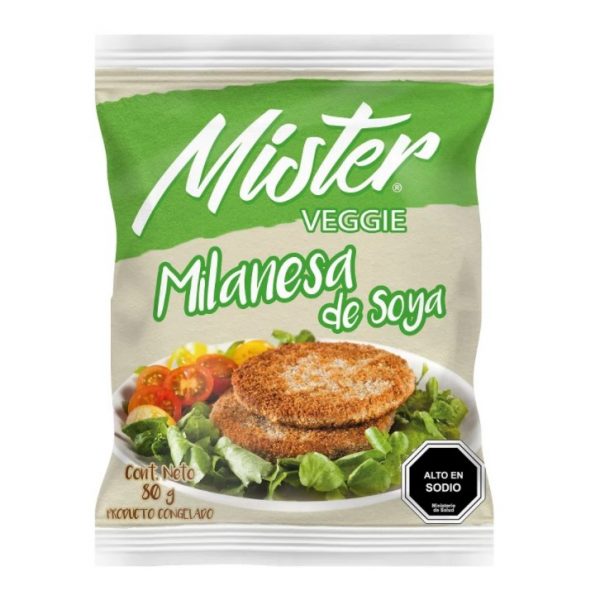 Mister®
VEGGIE
Milanesa
de soya
Cont. Neto
80 g
PRODUCTO CONGELADO
ALTO EN
SODIO
Ministerio
de Salud